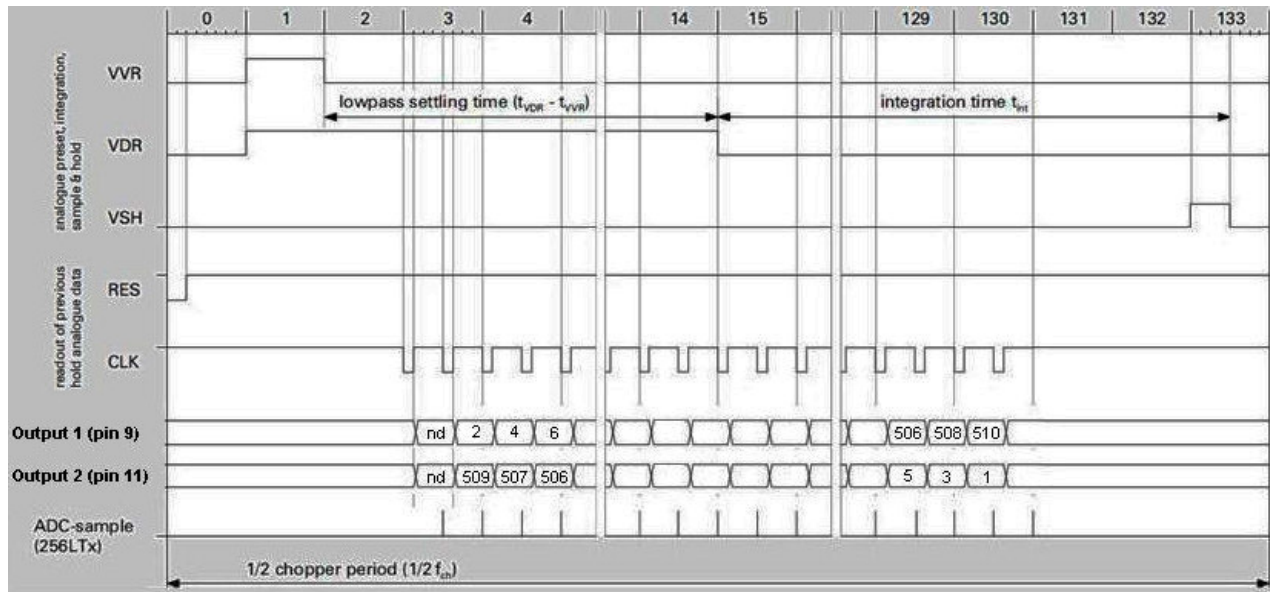 0 1 2 3 4 14 15 129 130 131 132 133
analogue preset, integration, sample & hold
VVR
lowpass settling time (tVDR - tVVR)
integration time tint
VDR
VSH
readout of previous hold analogue data
RES
CLK
Output 1 (pin 9) nd 2 4 6 506 508 510
Output 2 (pin 11) nd 509 507 506 5 3 1
ADC-sample
(256LTx)
1/2 chopper period (1/2 fch)